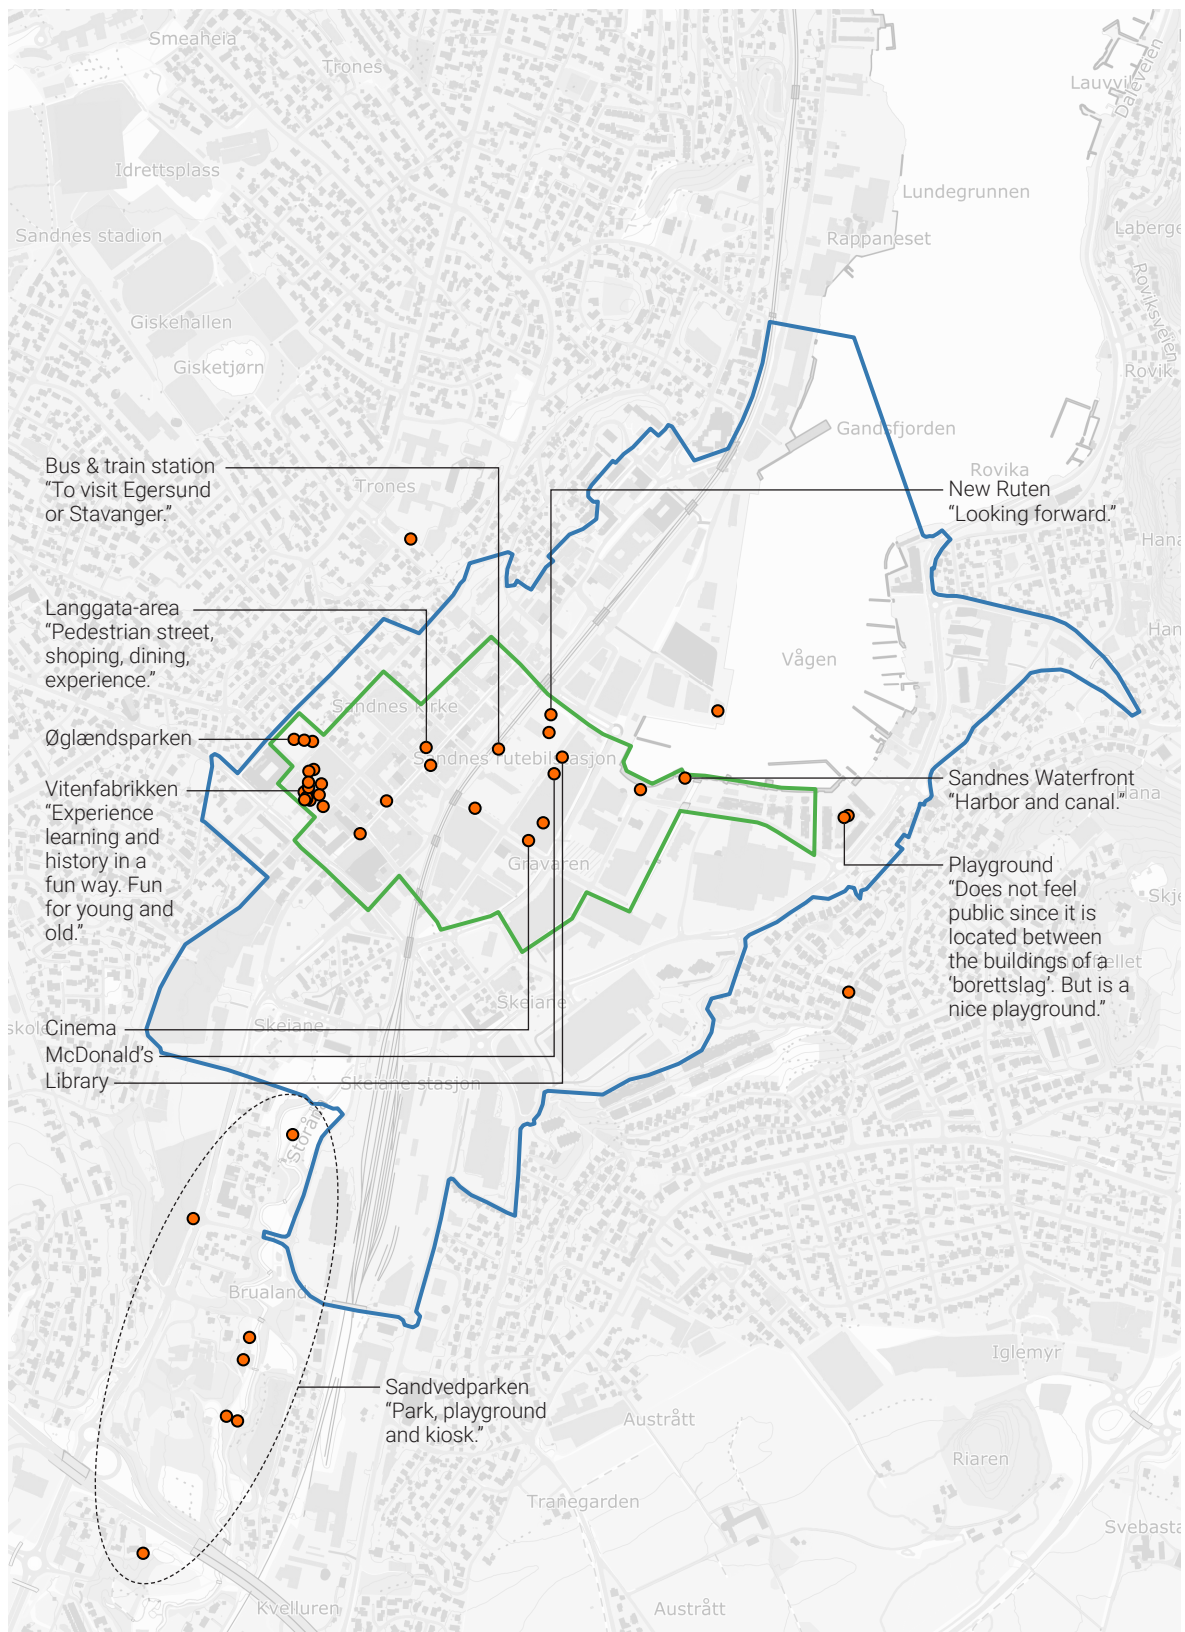 Smeaheia
Trones
Lauvvik
Daleveien
Idrettsplass
Lundegrunnen
Sandnes stadion
Rappaneset
Roviksveien
Giskehallen
Gisketjørn
Rovik
Gandsfjorden
Rovika
Bus & train station
“To visit Egersund
or Stavanger.”
Trones
New Ruten
“Looking forward.”
Hana
Langgata-area
“Pedestrian street,
shoping, dining,
experience.”
Vågen
Sandnes kirke
Øglændsparken
Sandnes rutebilstasjon
Vitenfabrikken
“Experience
learning and
history in a
fun way. Fun
for young and
old.”
Sandnes Waterfront
“Harbor and canal.”
Hana
Gravaren
Playground
“Does not feel
public since it is
located between
the buildings of a
‘borettslag’. But is a
nice playground.”
Skeiane
Skeiane
Cinema
McDonald’s
Library
Skeiane stasjon
Storåna
Brualand
Iglemyr
Sandvedparken
“Park, playground
and kiosk.”
Austrått
Riaren
Tranegarden
Kvelluren
Austrått